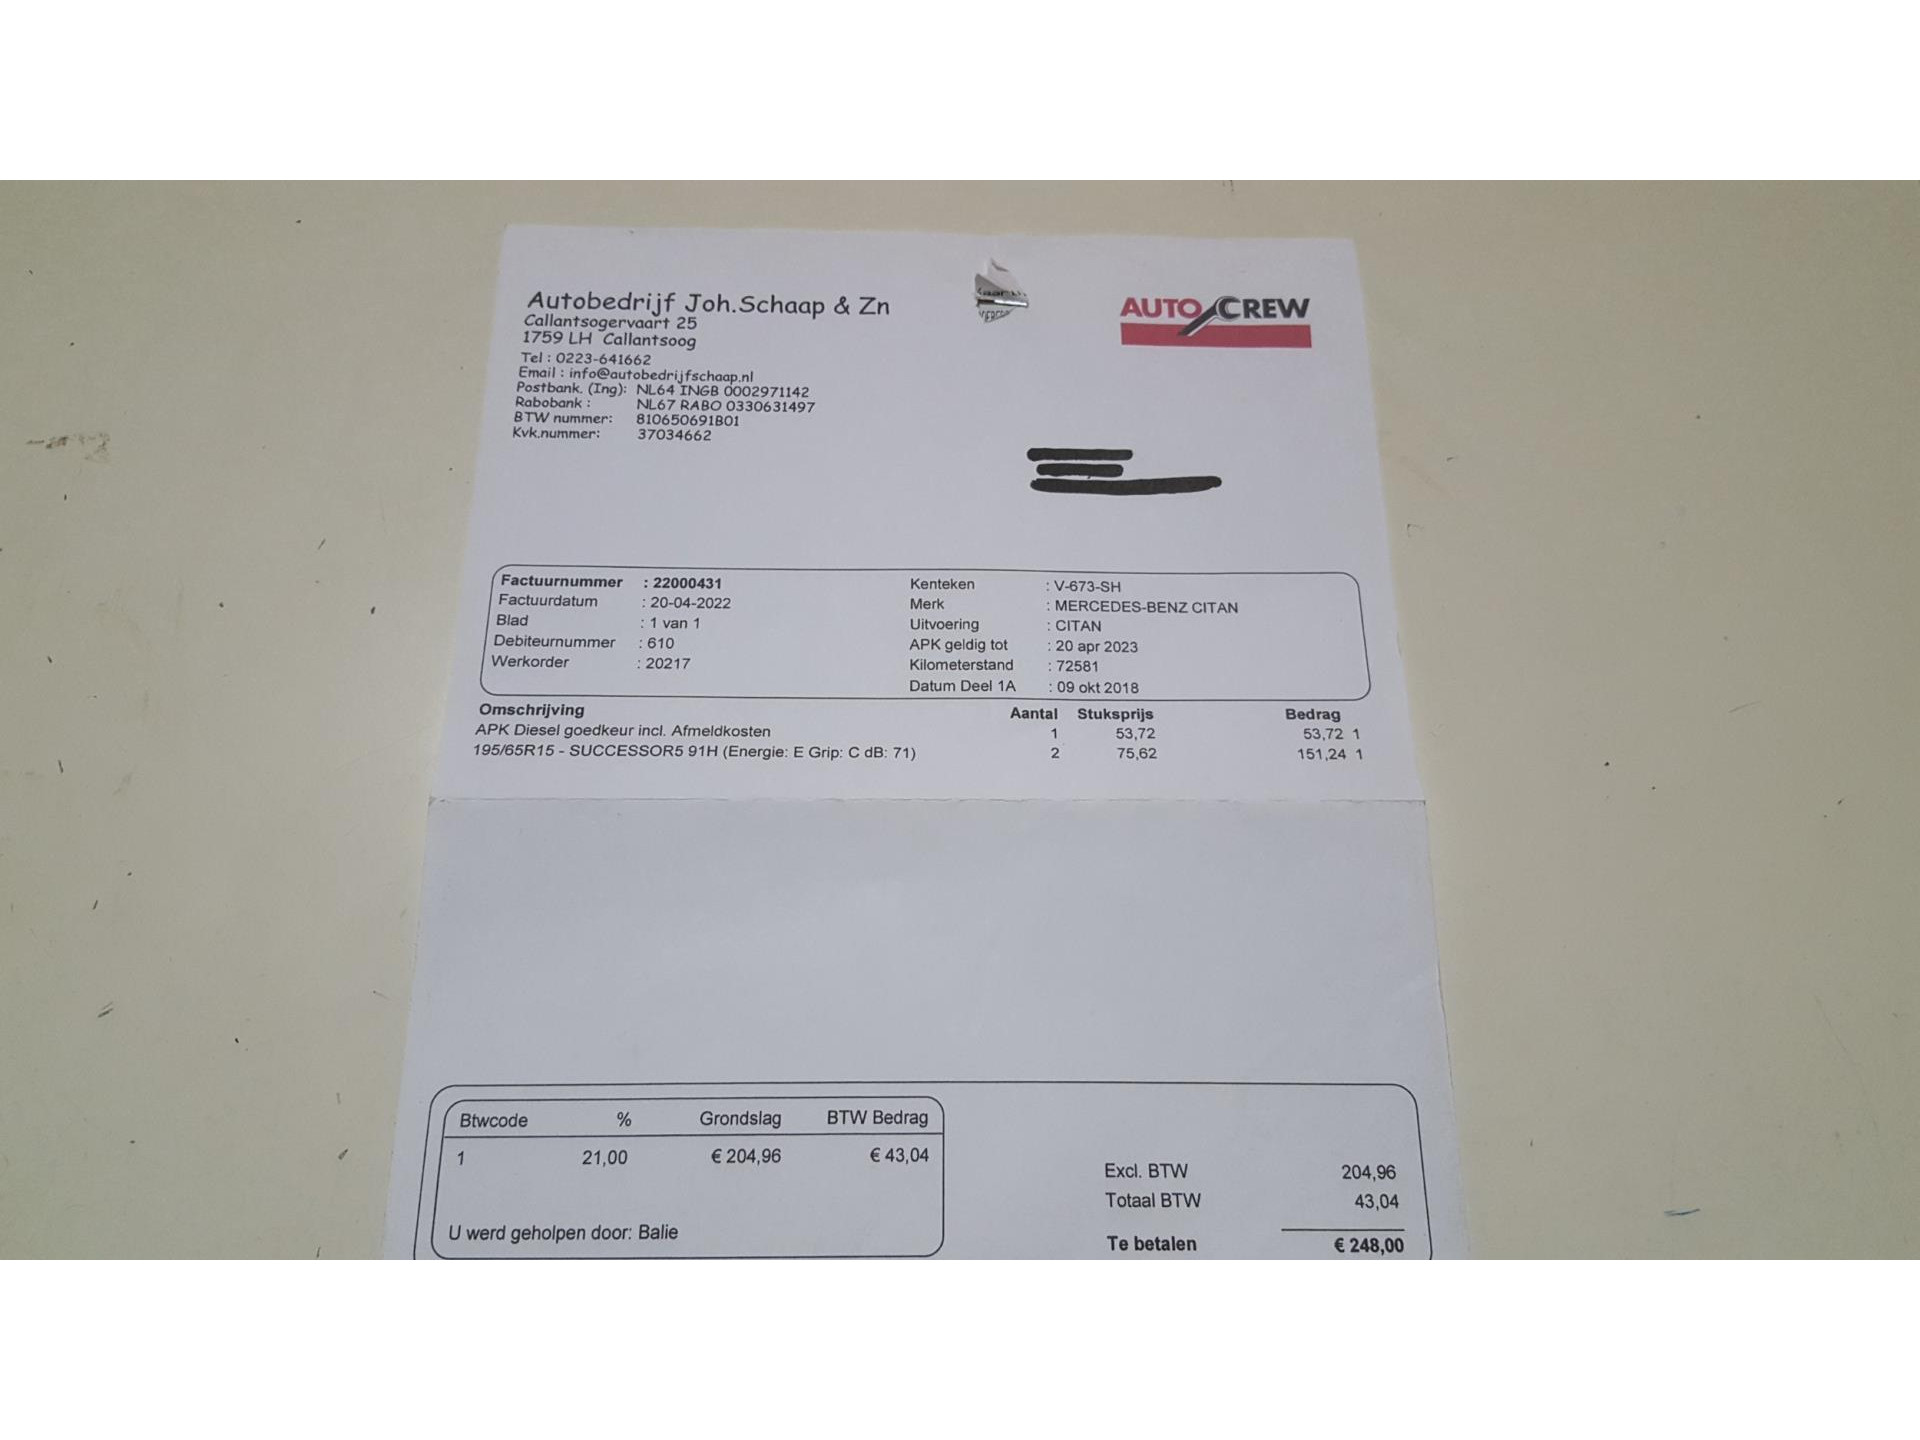 Autobedrijf Joh.Schaap & Zn
Callantsogervaart 25
1759 LH Callantsoog
Tel : 0223-641662
Email : info@autobedrijfschaap.nl
Postbank. (Ing): NL64 INGB 0002971142
Rabobank : NL67 RABO 0330631497
BTW nummer: 810650691B01
Kvk.nummer: 37034662
AUTO CREW
Factuurnummer : 22000431
Factuurdatum : 20-04-2022
Blad : 1 van 1
Debiteurnummer : 610
Werkorder : 20217
Kenteken : V-673-SH
Merk : MERCEDES-BENZ CITAN
Uitvoering : CITAN
APK geldig tot : 20 apr 2023
Kilometerstand : 72581
Datum Deel 1A : 09 okt 2018
Omschrijving Aantal Stuksprijs Bedrag
APK Diesel goedkeur incl. Afmeldkosten 1 53,72 53,72 1
195/65R15 - SUCCESSOR5 91H (Energie: E Grip: C dB: 71) 2 75,62 151,24 1
Btwcode % Grondslag BTW Bedrag
1 21,00 € 204,96 € 43,04
U werd geholpen door: Balie
Excl. BTW 204,96
Totaal BTW 43,04
Te betalen € 248,00